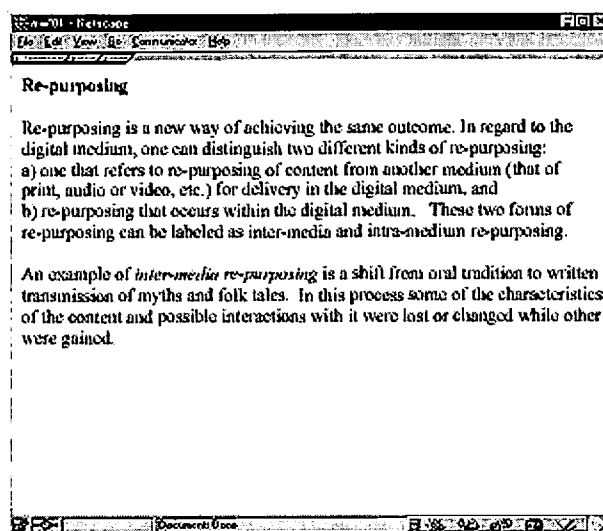 Netscape
File Edit View Go Communicator Help
Re-purposing
Re-purposing is a new way of achieving the same outcome. In regard to the
digital medium, one can distinguish two different kinds of re-purposing:
a) one that refers to re-purposing of content from another medium (that of
print, audio or video, etc.) for delivery in the digital medium, and
b) re-purposing that occurs within the digital medium. These two forms of
re-purposing can be labeled as inter-media and intra-medium re-purposing.
An example of inter-media re-purposing is a shift from oral tradition to written
transmission of myths and folk tales. In this process some of the characteristics
of the content and possible interactions with it were lost or changed while other
were gained.
Document: Done